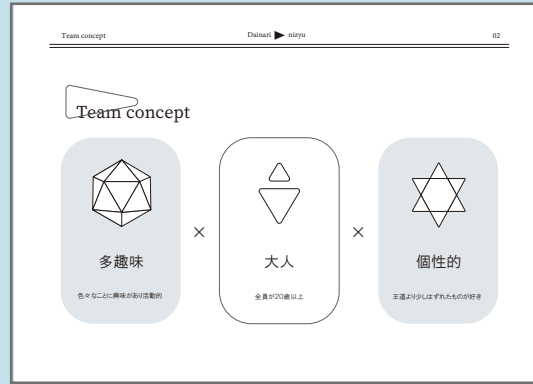 Team concept
Dainari ▶ nizyu
02
Team concept
多趣味
色々なことに興味があり活動的
×
大人
全員が20歳以上
×
個性的
王道より少しはずれたものが好き